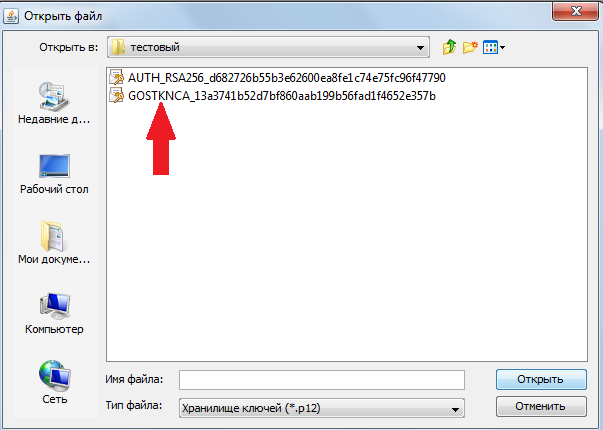 Открыть файл
Открыть в:
тестовый
AUTH_RSA256_d682726b55b3e62600ea8fe1c74e75fc96f47790
GOSTKNCA_13a3741b52d7bf860aab199b56fad1f4652e357b
Недавние д...
Рабочий стол
Мои докуме...
Компьютер
Сеть
Имя файла:
Открыть
Тип файла:
Хранилище ключей (*.p12)
Отменить